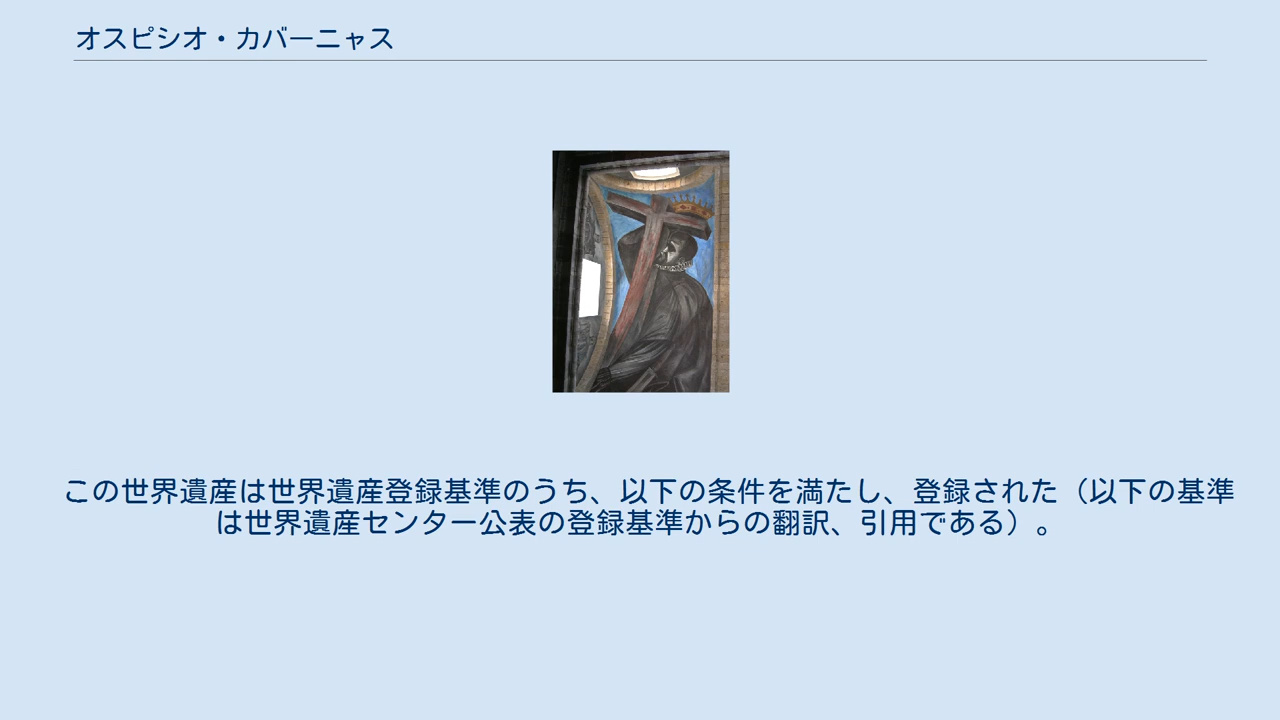 オスピシオ・カバーニャス
この世界遺産は世界遺産登録基準のうち、以下の条件を満たし、登録された（以下の基準
は世界遺産センター公表の登録基準からの翻訳、引用である）。